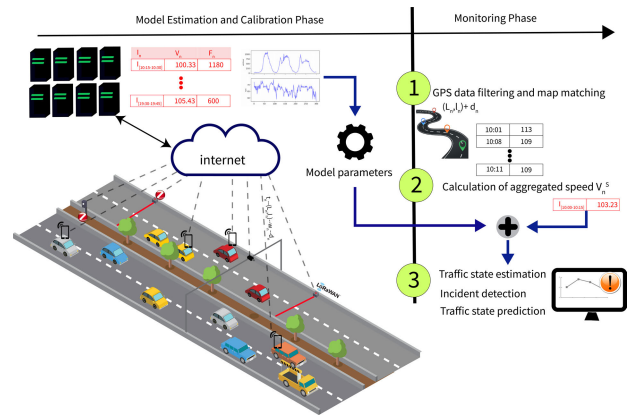 Model Estimation and Calibration Phase
Monitoring Phase
Iₙ Vₙ Fₙ
100.33 1180
105.43 600
1
GPS data filtering and map matching
(Lₙ,lₙ)+ dₙ
10:01 113
10:08 109
10:11 109
internet
Model parameters
2
Calculation of aggregated speed Vₙˢ
103.23
LoRaWAN
3
Traffic state estimation
Incident detection
Traffic state prediction